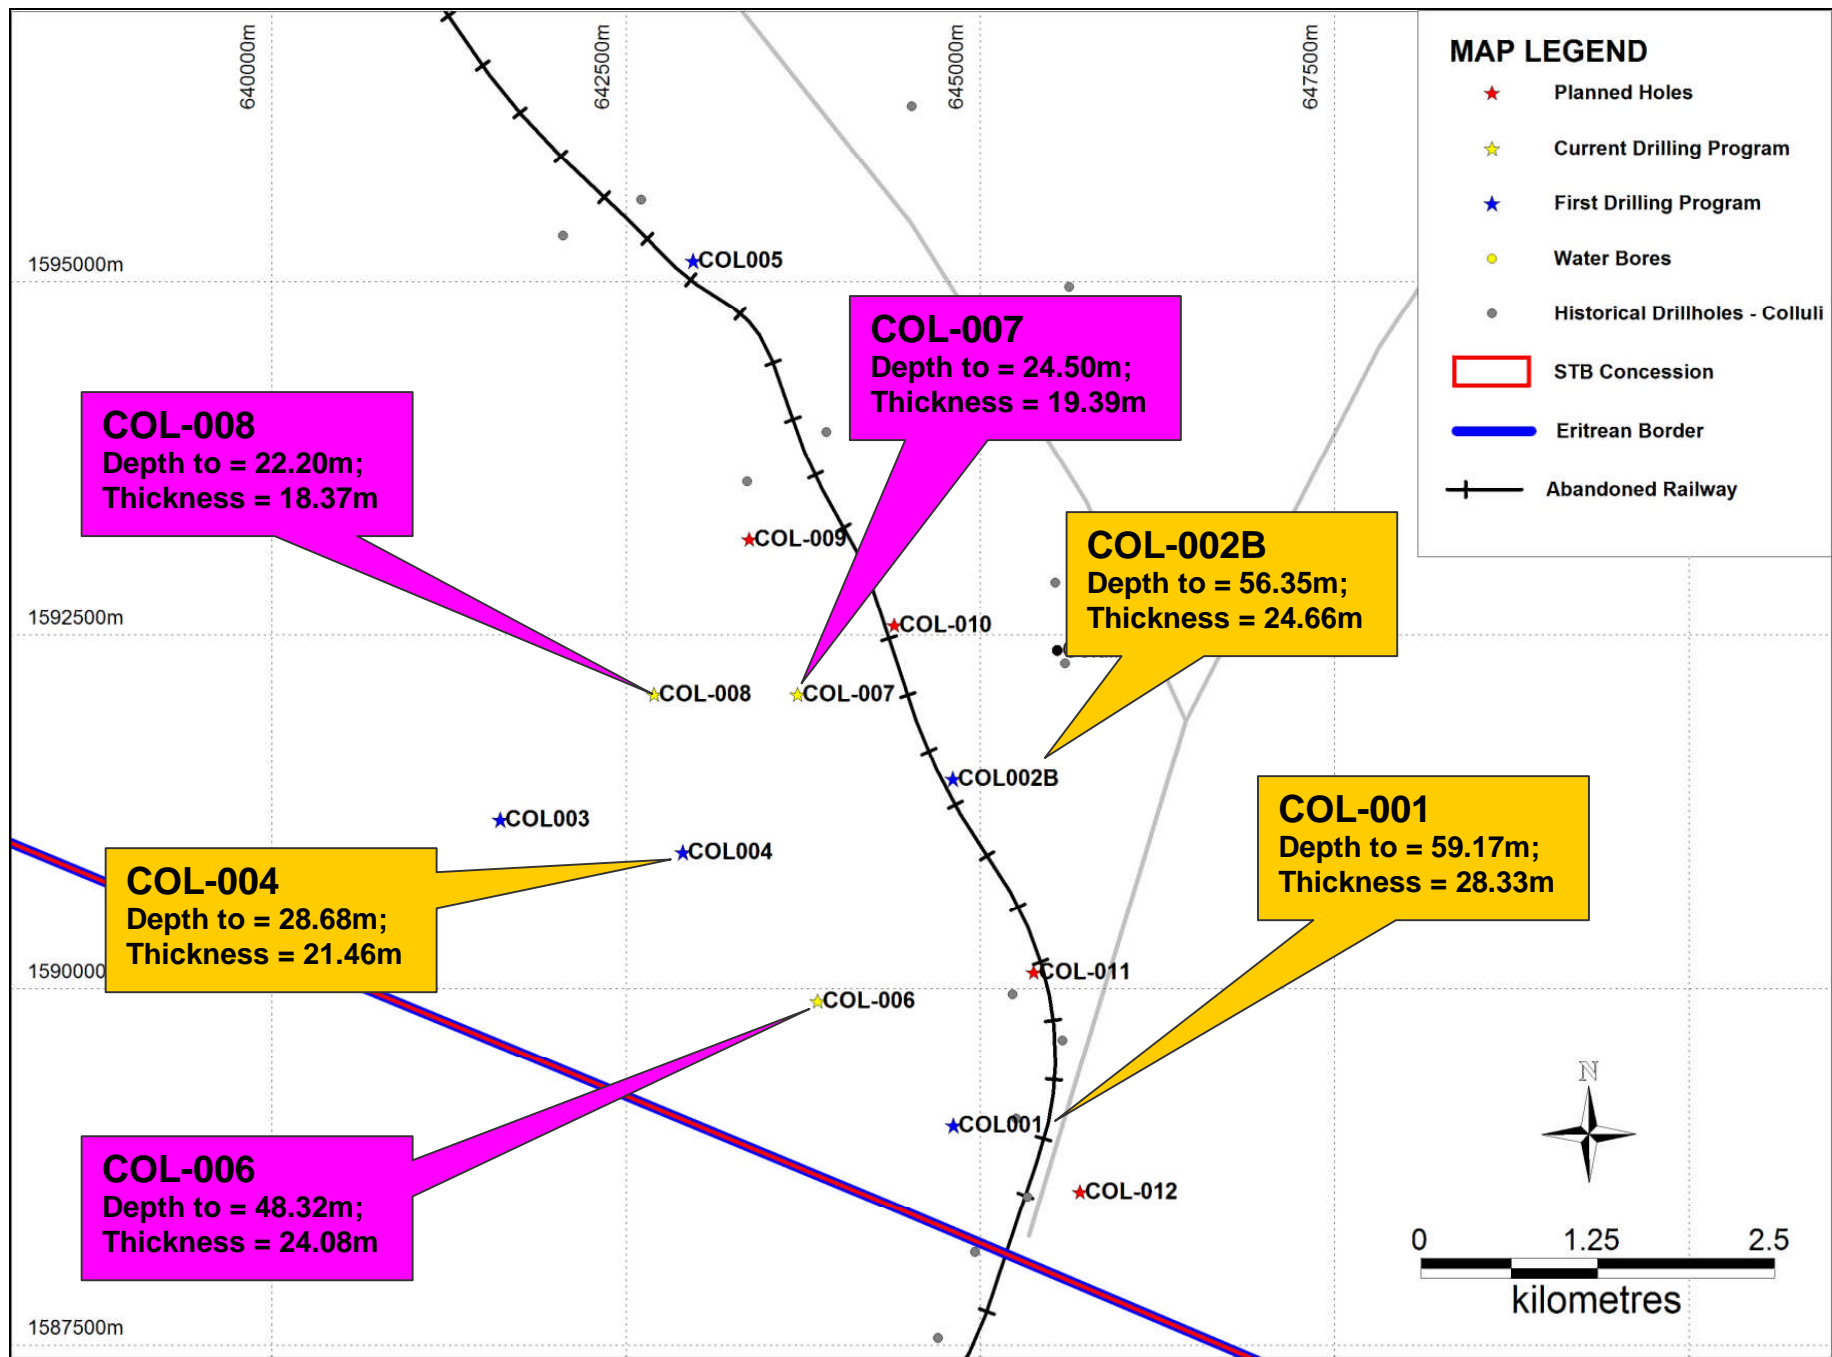 640000m
642500m
645000m
647500m
MAP LEGEND
Planned Holes
Current Drilling Program
First Drilling Program
Water Bores
Historical Drillholes - Colluli
STB Concession
Eritrean Border
Abandoned Railway
1595000m
COL005
COL-007
Depth to = 24.50m;
Thickness = 19.39m
COL-008
Depth to = 22.20m;
Thickness = 18.37m
COL-009
COL-002B
Depth to = 56.35m;
Thickness = 24.66m
1592500m
COL-010
COL-008
COL-007
COL002B
COL003
COL004
COL-001
Depth to = 59.17m;
Thickness = 28.33m
COL-004
Depth to = 28.68m;
Thickness = 21.46m
1590000
COL-011
COL-006
COL001
COL-012
N
COL-006
Depth to = 48.32m;
Thickness = 24.08m
0 1.25 2.5
kilometres
1587500m